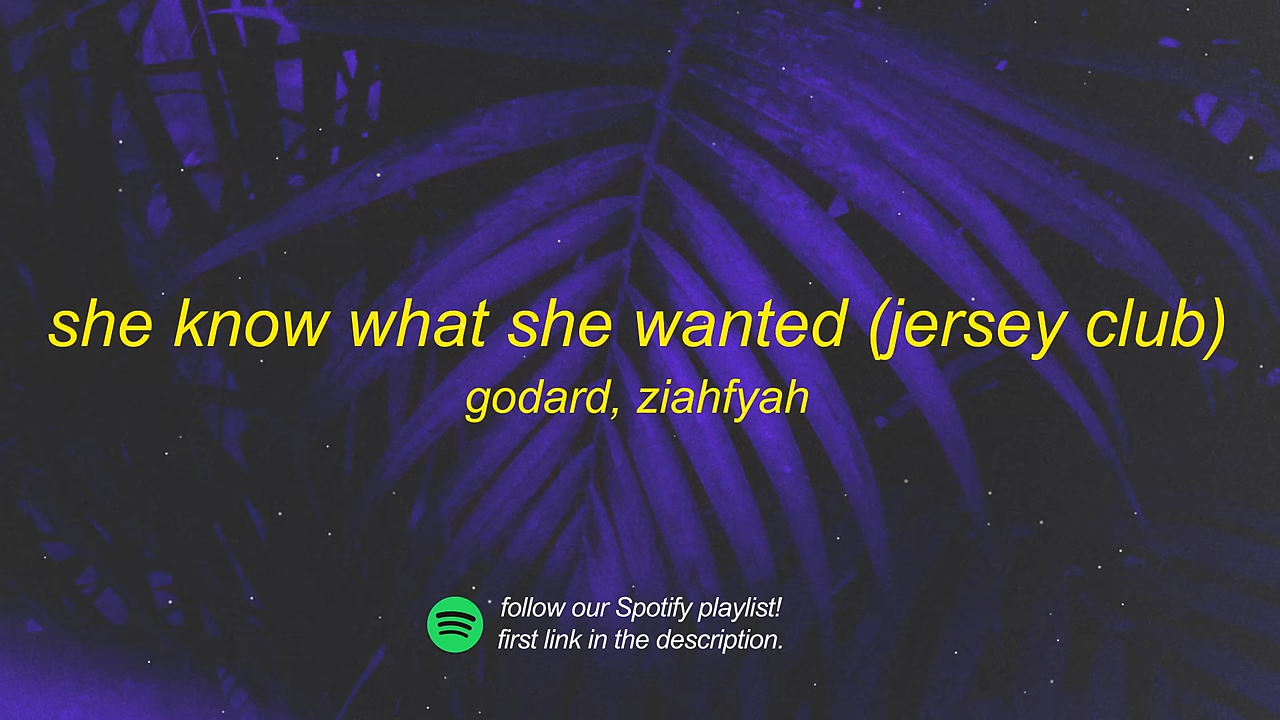 she know what she wanted (jersey club)
godard, ziahfyah
follow our Spotify playlist!
first link in the description.